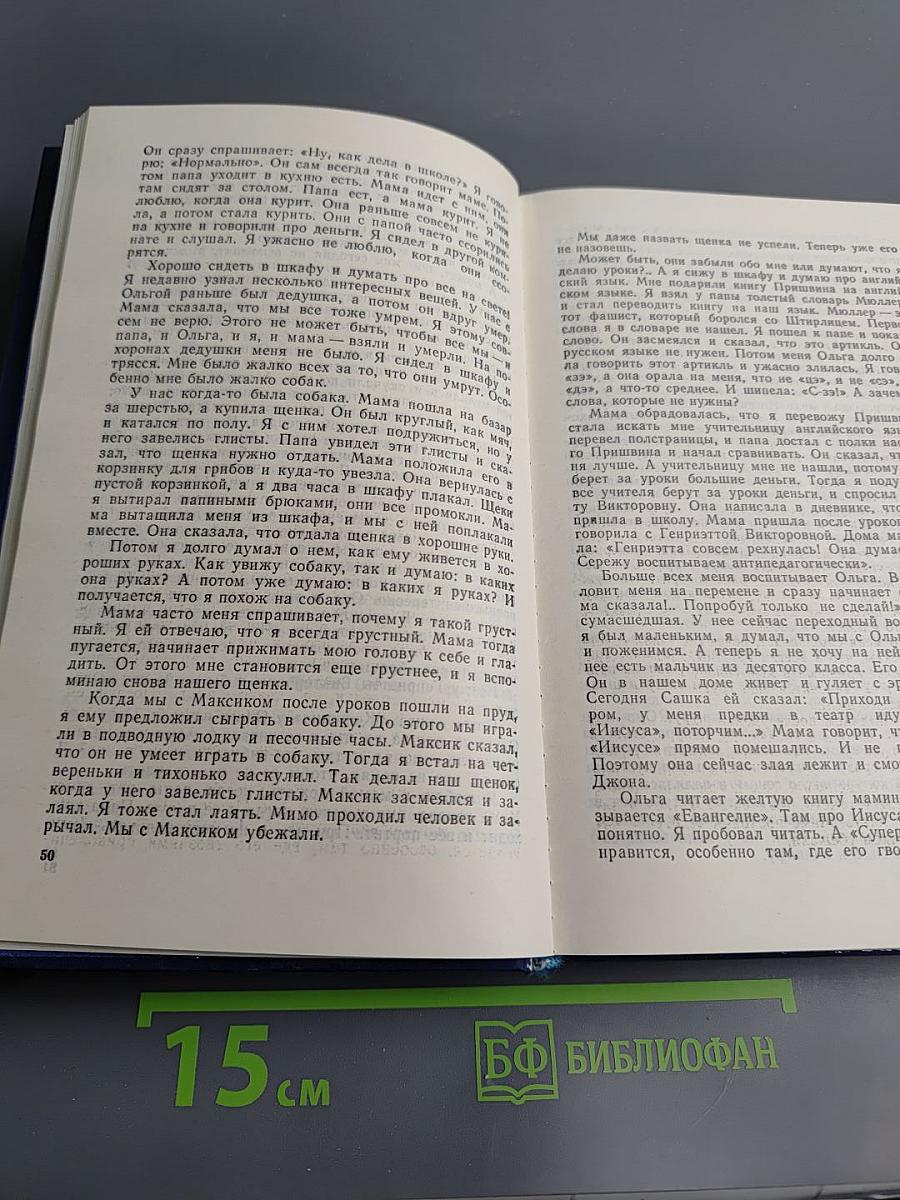 Он сразу спрашивает: «Ну, как дела в школе?» Я гово-
рю: «Нормально». Он сам всегда так говорит маме. По-
том папа уходит в кухню есть. Мама идет с ним, они
там сидят за столом. Папа ест, а мама курит. Я не
люблю, когда она курит. Она раньше совсем не кури-
ла, а потом стала курить. Они с папой часто ссорились
на кухне и говорили про деньги. Я сидел в другой ком-
нате и слушал. Я ужасно не люблю, когда они ссо-
рятся.
Хорошо сидеть в шкафу и думать про все на свете!
Я недавно узнал несколько интересных вещей. У нас с
Ольгой раньше был дедушка, а потом он вдруг умер.
Мама сказала, что мы все тоже умрем. Я этому сов-
сем не верю. Этого не может быть, чтобы все мы — и
папа, и Ольга, и я, и мама — взяли и умерли. На по-
хоронах дедушки меня не было. Я сидел в шкафу и
трясся. Мне было жалко всех за то, что они умрут. Осо-
бенно мне было жалко собак.
У нас когда-то была собака. Мама пошла на базар
за шерстью, а купила щенка. Он был круглый, как мяч,
и катался по полу. Я с ним хотел подружиться, но у
него завелись глисты. Папа увидел эти глисты и ска-
зал, что щенка нужно отдать. Мама положила его в
корзинку для грибов и куда-то увезла. Она вернулась с
пустой корзинкой, а я два часа в шкафу плакал. Щеки
я вытирал папиными брюками, они все промокли. Ма-
ма вытащила меня из шкафа, и мы с ней поплакали
вместе. Она сказала, что отдала щенка в хорошие руки.
Потом я долго думал о нем, как ему живется в хо-
роших руках. Как увижу собаку, так и думаю: в каких
она руках? А потом уже думаю: в каких я руках? И
получается, что я похож на собаку.
Мама часто меня спрашивает, почему я такой груст-
ный. Я ей отвечаю, что я всегда грустный. Мама тогда
пугается, начинает прижимать мою голову к себе и гла-
дить. От этого мне становится еще грустнее, и я вспо-
минаю снова нашего щенка.
Когда мы с Максиком после уроков пошли на пруд,
я ему предложил сыграть в собаку. До этого мы игра-
ли в подводную лодку и песочные часы. Максик сказал,
что он не умеет играть в собаку. Тогда я встал на чет-
вереньки и тихонько заскулил. Так делал наш щенок,
когда у него завелись глисты. Максик засмеялся и за-
лаял. Я тоже стал лаять. Мимо проходил человек и за-
рычал. Мы с Максиком убежали.
50
Мы даже назвать щенка не успели. Теперь уже его
не назовешь.
Может быть, они забыли обо мне или думают, что я
делаю уроки?.. А я сижу в шкафу и думаю про англий
ский язык. Мне подарили книгу Пришвина на англий
ском языке. Я взял у папы толстый словарь Мюллер
и стал переводить книгу на наш язык. Мюллер — э
тот фашист, который боролся со Штирлицем. Перво
слова я в словаре не нашел. Я пошел к папе и пока
слово. Он засмеялся и сказал, что это артикль. О
русском языке не нужен. Потом меня Ольга долго
ла говорить этот артикль и ужасно злилась. Я гов
«зэ», а она орала на меня, что не «цэ», и не «сэ»,
«дэ», а что-то среднее. И шипела: «С-зэ!» А заче
слова, которые не нужны?
Мама обрадовалась, что я перевожу Пришви
стала искать мне учительницу английского язы
перевел полстраницы, и папа достал с полки нас
го Пришвина и начал сравнивать. Он сказал, чт
ня лучше. А учительницу мне не нашли, потому
берет за уроки большие деньги. Тогда я поду
все учителя берут за уроки деньги, и спросил
ту Викторовну. Она написала в дневнике, что
пришла в школу. Мама пришла после уроков
говорила с Генриэттой Викторовной. Дома ма
ла: «Генриэтта совсем рехнулась! Она дума
Сережу воспитываем антипедагогически».
Больше всех меня воспитывает Ольга. В
ловит меня на перемене и сразу начинает
ма сказала!.. Попробуй только не сделай!»
сумасшедшая. У нее сейчас переходный во
я был маленьким, я думал, что мы с Оль
и поженимся. А теперь я не хочу на ней
нее есть мальчик из десятого класса. Его
Он в нашем доме живет и гуляет с эр
Сегодня Сашка ей сказал: «Приходи
ром, у меня предки в театр иду
«Иисуса», поторчим...» Мама говорит, чт
«Иисусе» прямо помешались. И не п
Поэтому она сейчас злая лежит и смо
Джона.
Ольга читает желтую книгу мамин
зывается «Евангелие». Там про Иисуса
понятно. Я пробовал читать. А «Супер
нравится, особенно там, где его гво
15 см
БФ БИБЛИОФАН